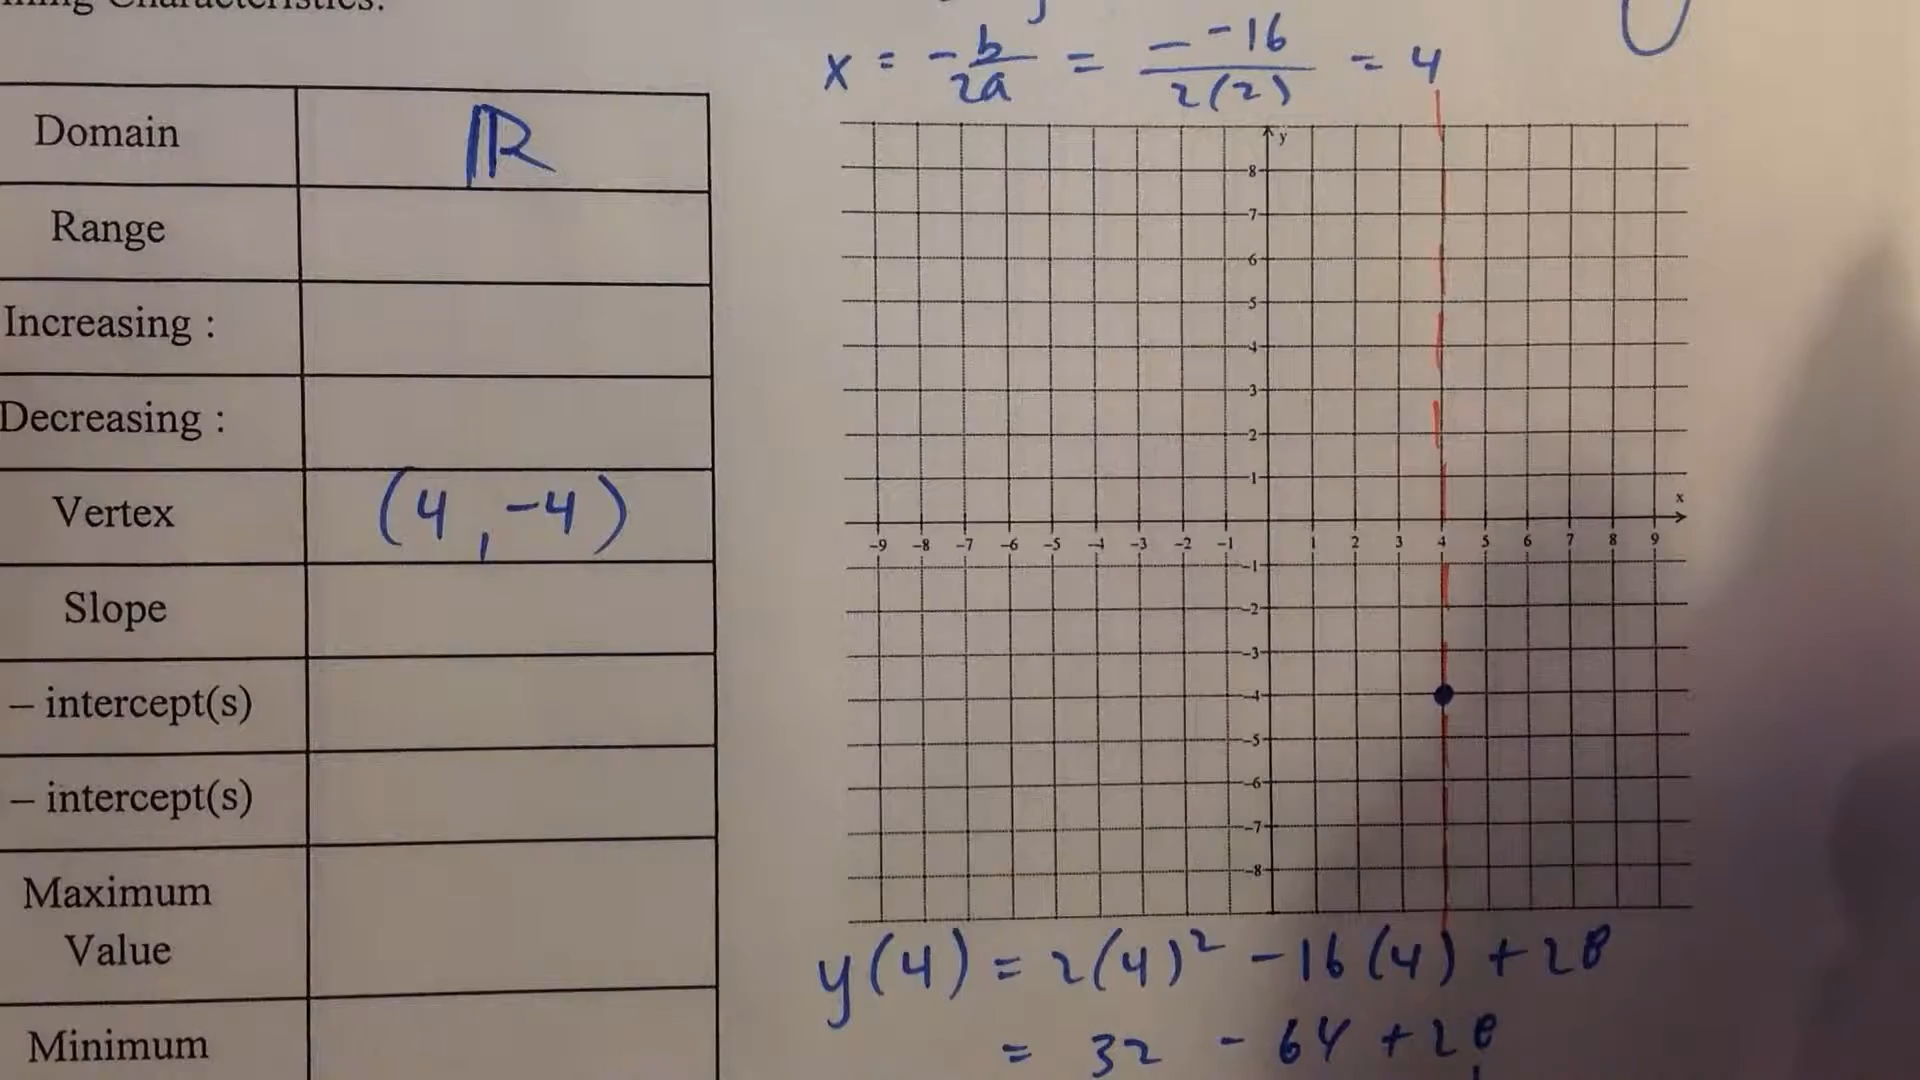 Characteristics:
x = -b/2a = - -16/2(2) = 4
Domain ℝ
Range
Increasing :
Decreasing :
Vertex (4, -4)
Slope
– intercept(s)
– intercept(s)
Maximum
Value
Minimum
y
8
7
6
5
4
3
2
1
x
-9 -8 -7 -6 -5 -4 -3 -2 -1 1 2 3 4 5 6 7 8 9
-1
-2
-3
-4
-5
-6
-7
-8
y(4) = 2(4)² - 16(4) + 28
= 32 - 64 + 28